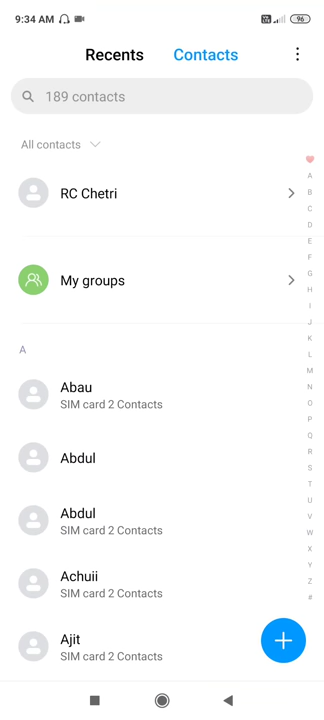 9:34 AM 96
Recents Contacts
189 contacts
All contacts
RC Chetri
My groups
A
Abau
SIM card 2 Contacts
Abdul
Abdul
SIM card 2 Contacts
Achuii
SIM card 2 Contacts
Ajit
SIM card 2 Contacts
A
B
C
D
E
F
G
H
I
J
K
L
M
N
O
P
Q
R
S
T
U
V
W
X
Y
Z
#